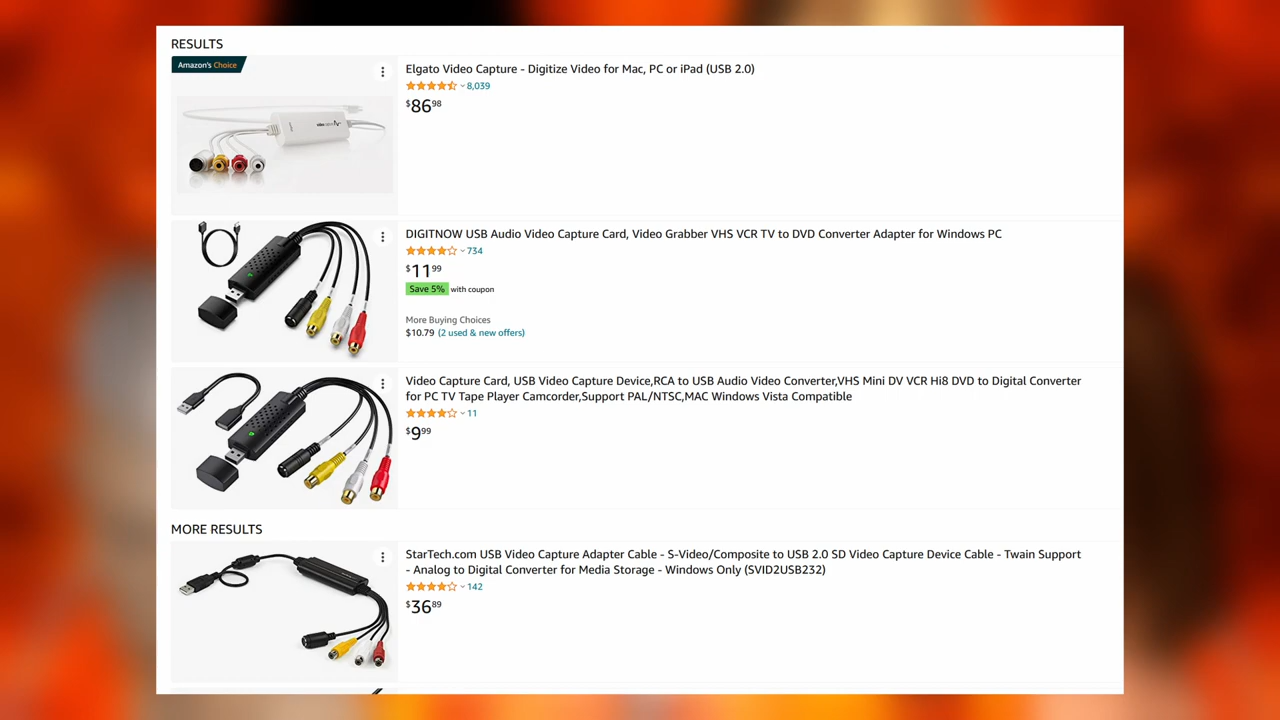 RESULTS
Amazon's Choice
Elgato Video Capture - Digitize Video for Mac, PC or iPad (USB 2.0)
8,039
$86 98
DIGITNOW USB Audio Video Capture Card, Video Grabber VHS VCR TV to DVD Converter Adapter for Windows PC
734
$11 99
Save 5% with coupon
More Buying Choices
$10.79 (2 used & new offers)
Video Capture Card, USB Video Capture Device,RCA to USB Audio Video Converter,VHS Mini DV VCR Hi8 DVD to Digital Converter
for PC TV Tape Player Camcorder,Support PAL/NTSC,MAC Windows Vista Compatible
11
$9 99
MORE RESULTS
StarTech.com USB Video Capture Adapter Cable - S-Video/Composite to USB 2.0 SD Video Capture Device Cable - Twain Support
- Analog to Digital Converter for Media Storage - Windows Only (SVID2USB232)
142
$36 89